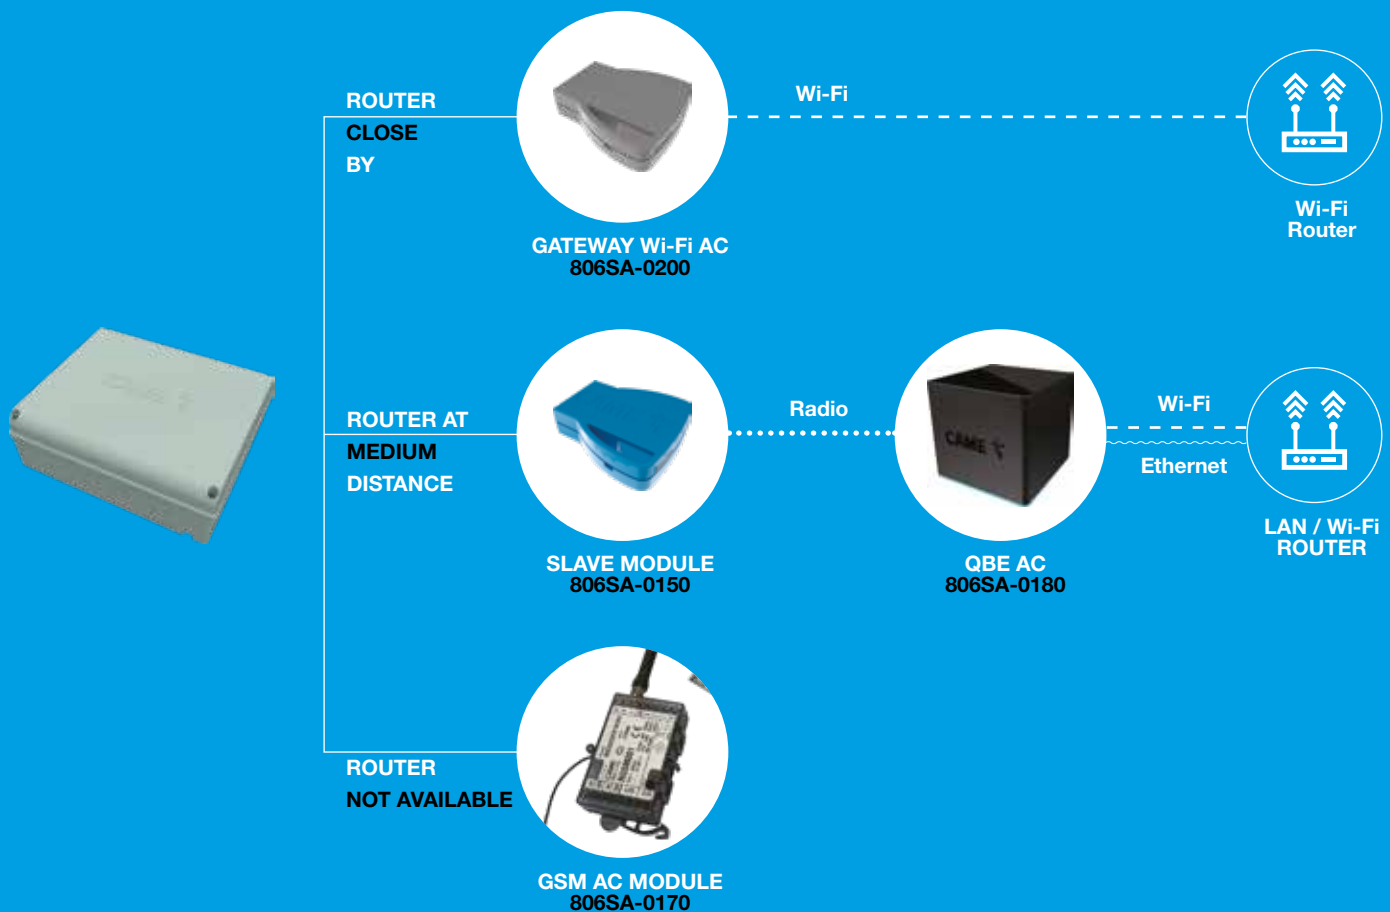 ROUTER
CLOSE
BY
Wi-Fi
Wi-Fi
Router
GATEWAY Wi-Fi AC
806SA-0200
ROUTER AT
MEDIUM
DISTANCE
Radio
CAME
Wi-Fi
Ethernet
SLAVE MODULE
806SA-0150
QBE AC
806SA-0180
LAN / Wi-Fi
ROUTER
ROUTER
NOT AVAILABLE
GSM AC MODULE
806SA-0170